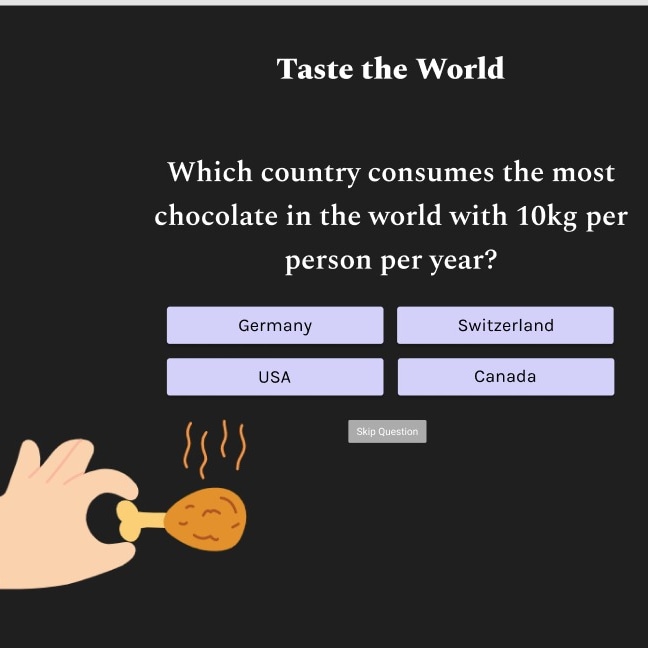 Taste the World
Which country consumes the most
chocolate in the world with 10kg per
person per year?
Germany
Switzerland
USA
Canada
Skip Question